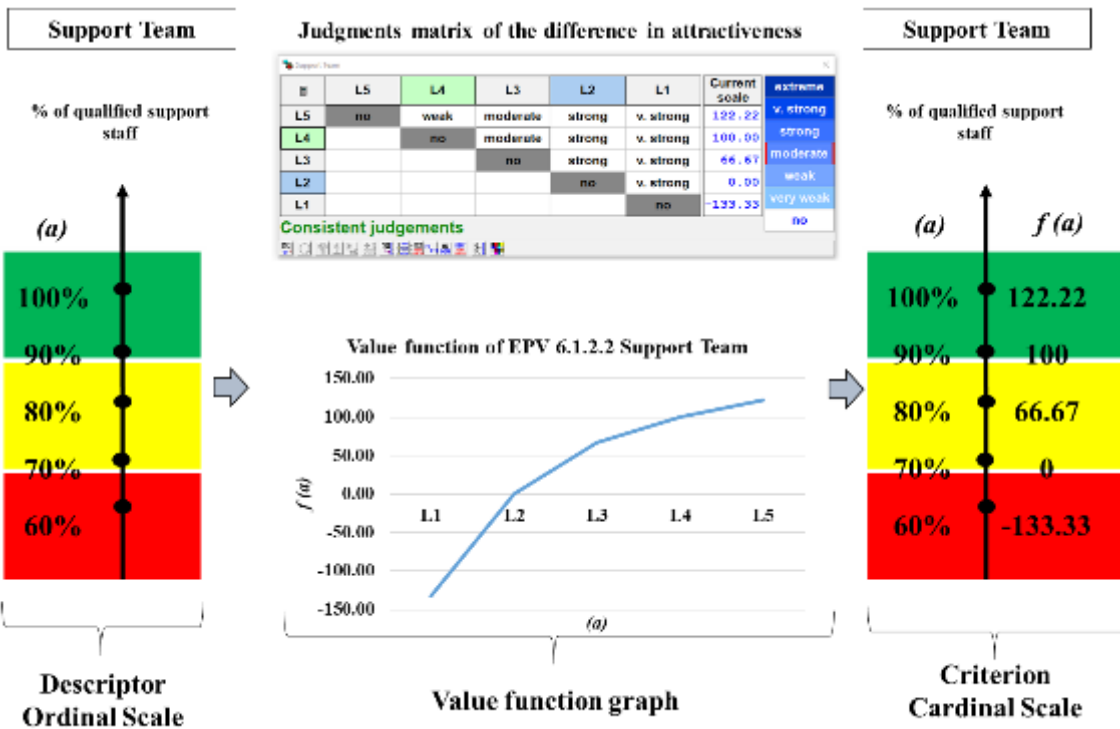 Support Team
% of qualified support
staff
(a)
100%
90%
80%
70%
60%
Descriptor
Ordinal Scale
Judgments matrix of the difference in attractiveness
Support Team
L5 L4 L3 L2 L1 Current scale
L5 no weak moderate strong v. strong 122.22
L4 no moderate strong v. strong 100.00
L3 no strong v. strong 66.67
L2 no v. strong 0.00
L1 no -133.33
extreme
v. strong
strong
moderate
weak
very weak
no
Consistent judgements
Value function of EPV 6.1.2.2 Support Team
150.00
100.00
50.00
0.00
-50.00
-100.00
-150.00
f (a)
L1 L2 L3 L4 L5
(a)
Value function graph
Support Team
% of qualified support
staff
(a) f (a)
100% 122.22
90% 100
80% 66.67
70% 0
60% -133.33
Criterion
Cardinal Scale